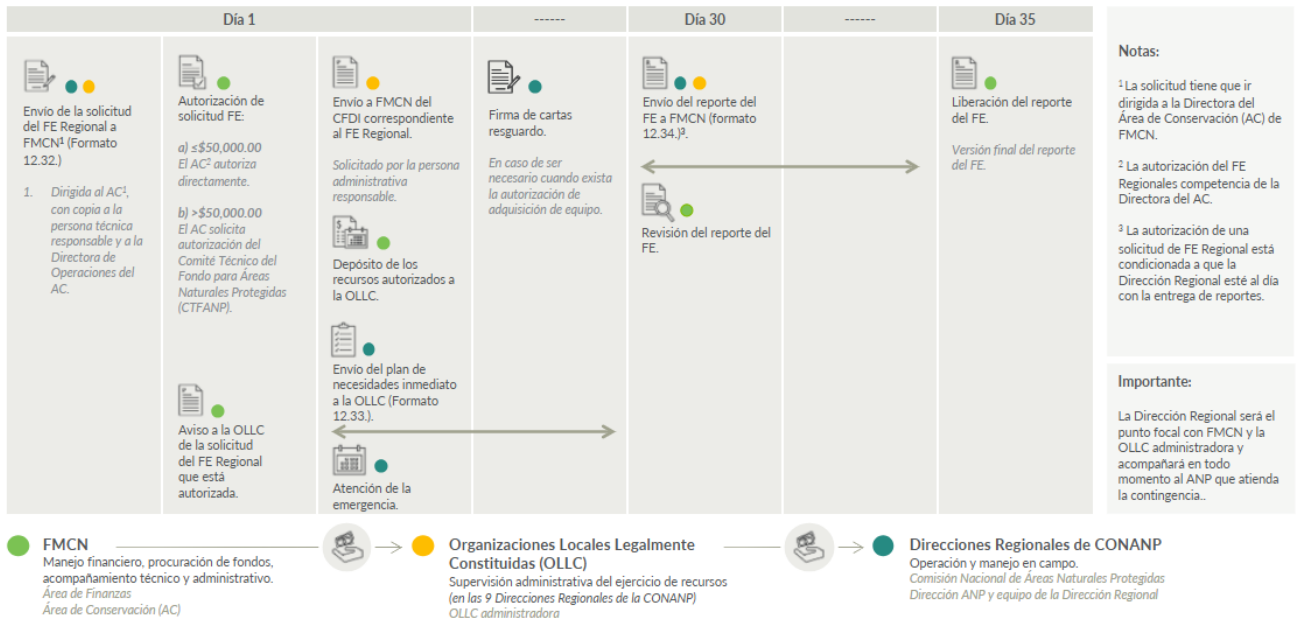 Día 1
------
Día 30
------
Día 35
Envío de la solicitud
del FE Regional a
FMCN¹ (Formato
12.32.)
1. Dirigida al AC¹,
con copia a la
persona técnica
responsable y a la
Directora de
Operaciones del
AC.
Autorización de
solicitud FE:
a) ≤$50,000.00
El AC² autoriza
directamente.
b) >$50,000.00
El AC solicita
autorización del
Comité Técnico del
Fondo para Áreas
Naturales Protegidas
(CTFANP).
Aviso a la OLLC
de la solicitud
del FE Regional
que está
autorizada.
Envío a FMCN del
CFDI correspondiente
al FE Regional.
Solicitado por la persona
administrativa
responsable.
Depósito de los
recursos autorizados a
la OLLC.
Envío del plan de
necesidades inmediato
a la OLLC (Formato
12.33.).
Atención de la
emergencia.
Firma de cartas
resguardo.
En caso de ser
necesario cuando exista
la autorización de
adquisición de equipo.
Envío del reporte del
FE a FMCN (formato
12.34.)³.
Revisión del reporte del
FE.
Liberación del reporte
del FE.
Versión final del reporte
del FE.
Notas:
¹ La solicitud tiene que ir
dirigida a la Directora del
Área de Conservación (AC) de
FMCN.
² La autorización del FE
Regionales competencia de la
Directora del AC.
³ La autorización de una
solicitud de FE Regional está
condicionada a que la
Dirección Regional esté al día
con la entrega de reportes.
Importante:
La Dirección Regional será el
punto focal con FMCN y la
OLLC administradora y
acompañará en todo
momento al ANP que atienda
la contingencia..
FMCN
Manejo financiero, procuración de fondos,
acompañamiento técnico y administrativo.
Área de Finanzas
Área de Conservación (AC)
Organizaciones Locales Legalmente
Constituidas (OLLC)
Supervisión administrativa del ejercicio de recursos
(en las 9 Direcciones Regionales de la CONANP)
OLLC administradora
Direcciones Regionales de CONANP
Operación y manejo en campo.
Comisión Nacional de Áreas Naturales Protegidas
Dirección ANP y equipo de la Dirección Regional